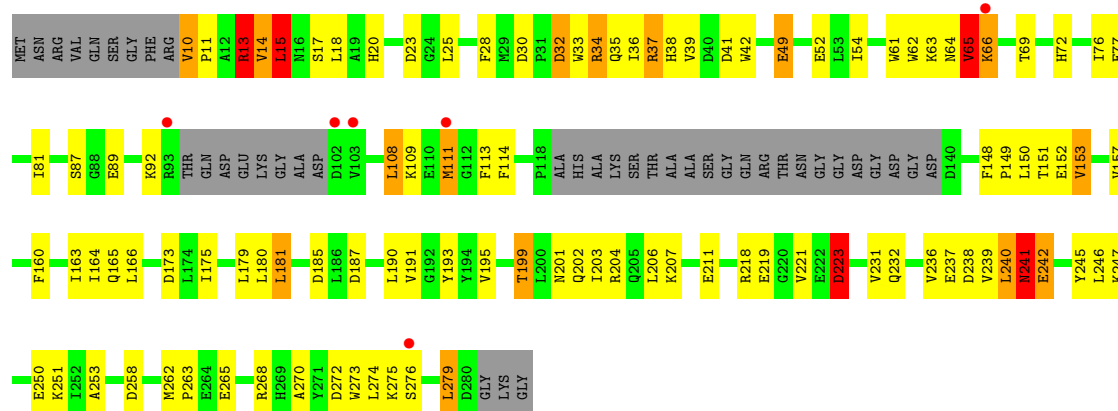 MET ASN ARG VAL GLN SER GLY PHE ARG V10 P11 A12 R13 V14 L15 N16 S17 L18 A19 H20 D23 G24 L25 F28 M29 D30 P31 D32 W33 R34 Q35 I36 R37 H38 V39 D40 D41 W42 E49 E52 L53 I54 W61 W62 K63 N64 V65 K66 T69 H72 I76
I81 S87 G88 E89 K92 R93 THR GLN ASP GLU LYS GLY ALA ASP D102 V103 L108 K109 E110 M111 G112 F113 F114 P118 ALA HIS ALA LYS SER THR ALA ALA SER GLY GLN ARG THR ASN GLY GLY ASP GLY ASP GLY ASP D140 F148 P149 L150 T151 E152 V153 V157
F160 I163 I164 Q165 L166 D173 L174 I175 L179 L180 L181 D185 L186 D187 L190 V191 G192 Y193 Y194 V195 T199 L200 N201 Q202 I203 R204 Q205 L206 K207 E211 R218 E219 G220 V221 E222 D223 V231 Q232 V236 E237 D238 V239 L240 N241 E242 Y245 L246 K247
E250 K251 I252 A253 D258 M262 P263 E264 E265 R268 H269 A270 Y271 D272 W273 L274 K275 S276 L279 D280 GLY LYS GLY